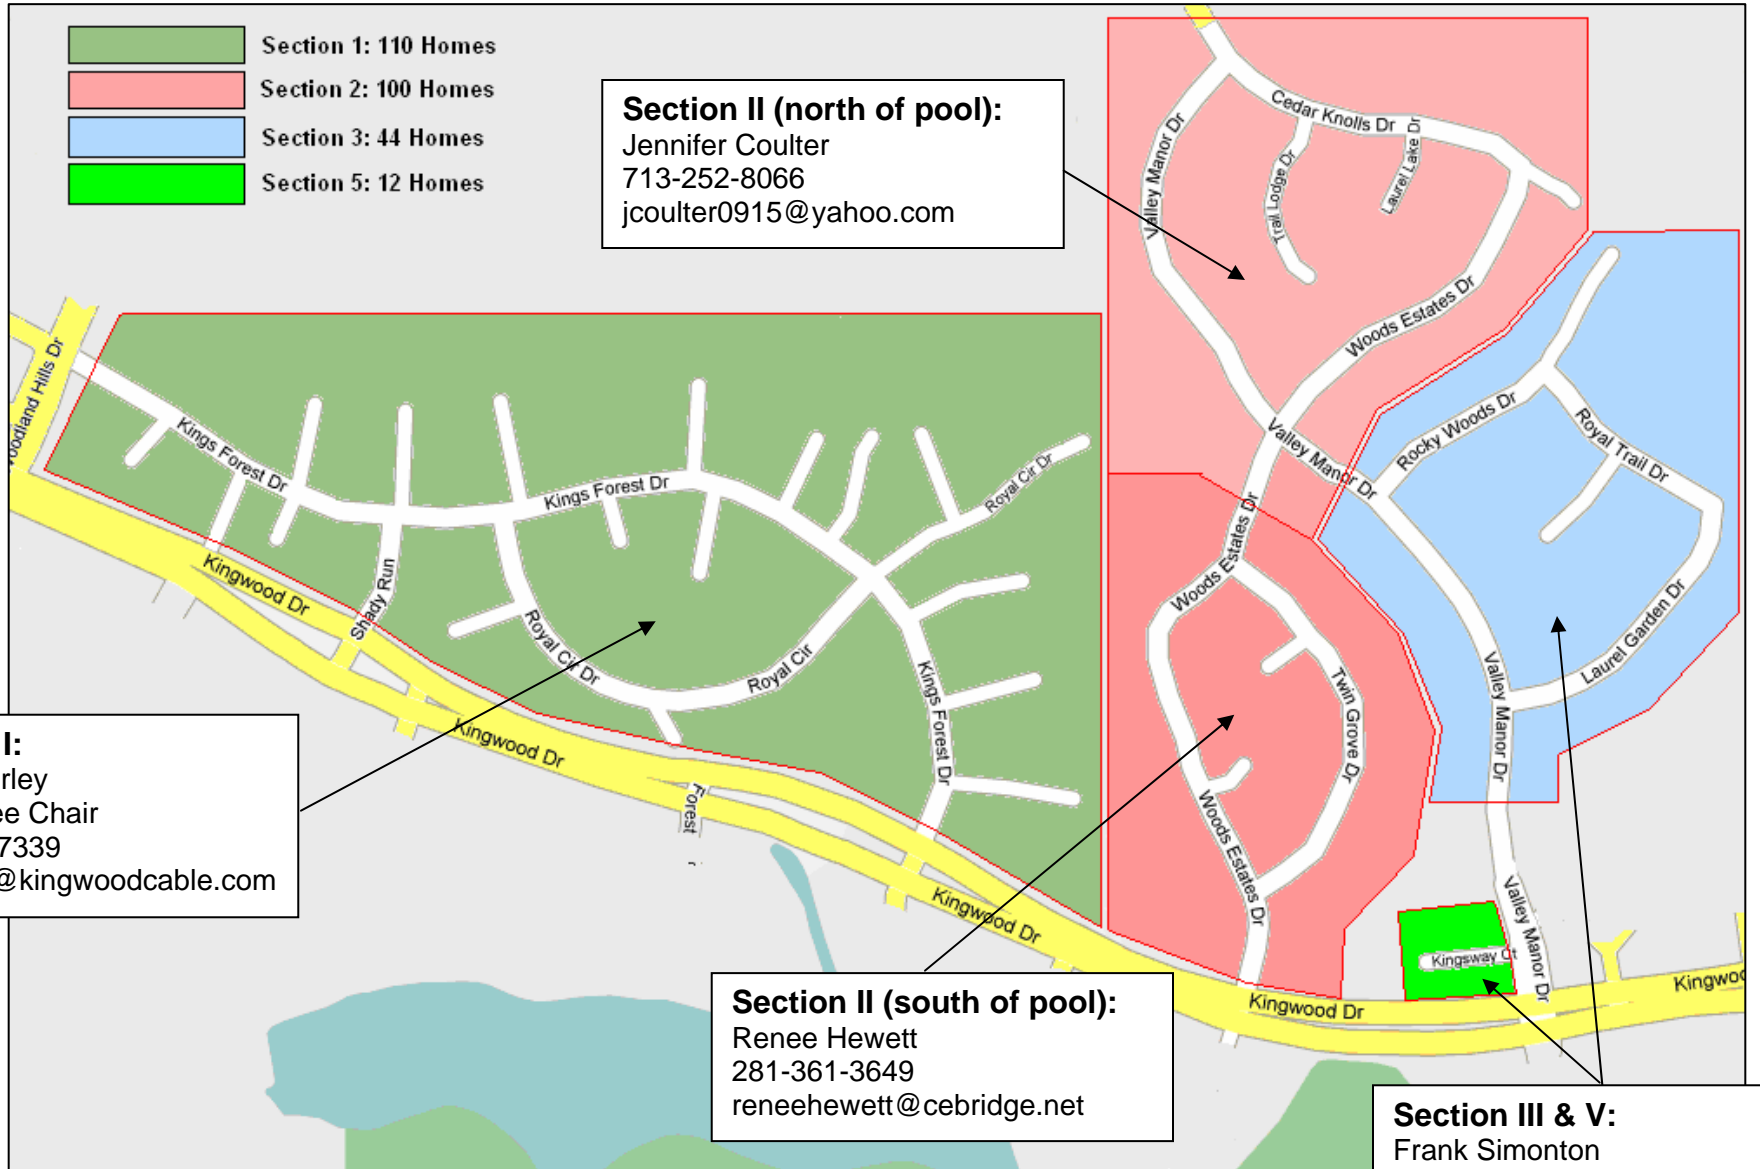 Section 1: 110 Homes
Section 2: 100 Homes
Section 3: 44 Homes
Section 5: 12 Homes
Section II (north of pool):
Jennifer Coulter
713-252-8066
jcoulter0915@yahoo.com
Cedar Knolls Dr
Valley Manor Dr
Trail Lodge Dr
Laurel Lake Dr
Woods Estates Dr
Valley Manor Dr
Rocky Woods Dr
Royal Trail Dr
Laurel Garden Dr
Valley Manor Dr
Valley Manor Dr
Woods Estates Dr
Twin Grove Dr
Woods Estates Dr
Kingsway Ct
oodland Hills Dr
Kings Forest Dr
Kings Forest Dr
Royal Cir Dr
Shady Run
Royal Cir Dr
Royal Cir
Kings Forest Dr
Kingwood Dr
Kingwood Dr
Forest
Kingwood Dr
Kingwood Dr
Kingwoo
I:
rley
ee Chair
7339
@kingwoodcable.com
Section II (south of pool):
Renee Hewett
281-361-3649
reneehewett@cebridge.net
Section III & V:
Frank Simonton